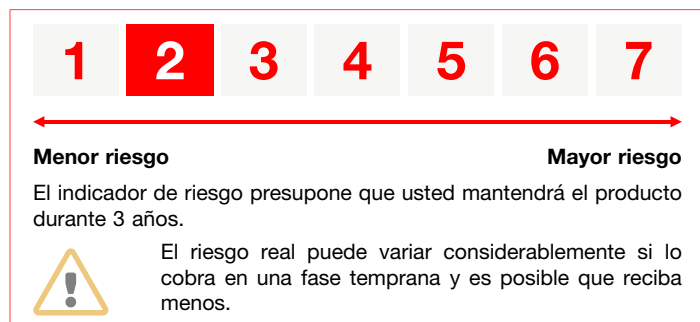 1 2 3 4 5 6 7
Menor riesgo Mayor riesgo
El indicador de riesgo presupone que usted mantendrá el producto
durante 3 años.
El riesgo real puede variar considerablemente si lo
cobra en una fase temprana y es posible que reciba
menos.